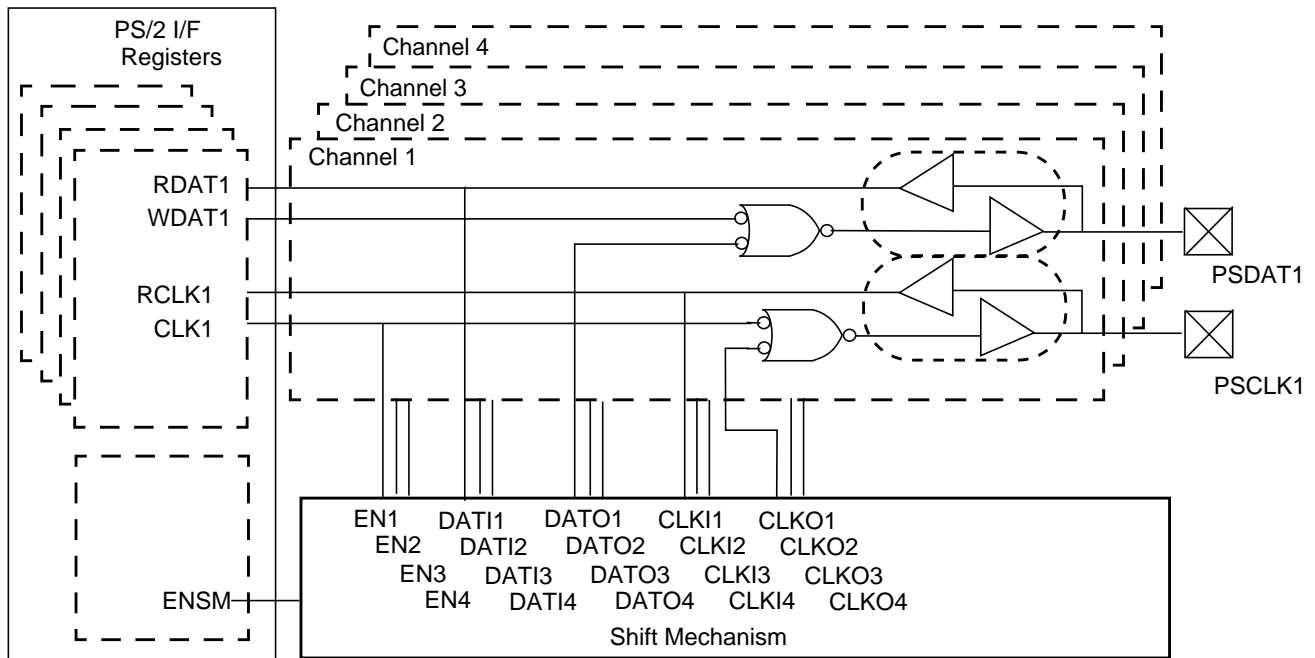 PS/2 I/F
Registers
Channel 4
Channel 3
Channel 2
Channel 1
RDAT1
WDAT1
RCLK1
CLK1
PSDAT1
PSCLK1
EN1 DATI1 DATO1 CLKI1 CLKO1
EN2 DATI2 DATO2 CLKI2 CLKO2
EN3 DATI3 DATO3 CLKI3 CLKO3
EN4 DATI4 DATO4 CLKI4 CLKO4
ENSM
Shift Mechanism